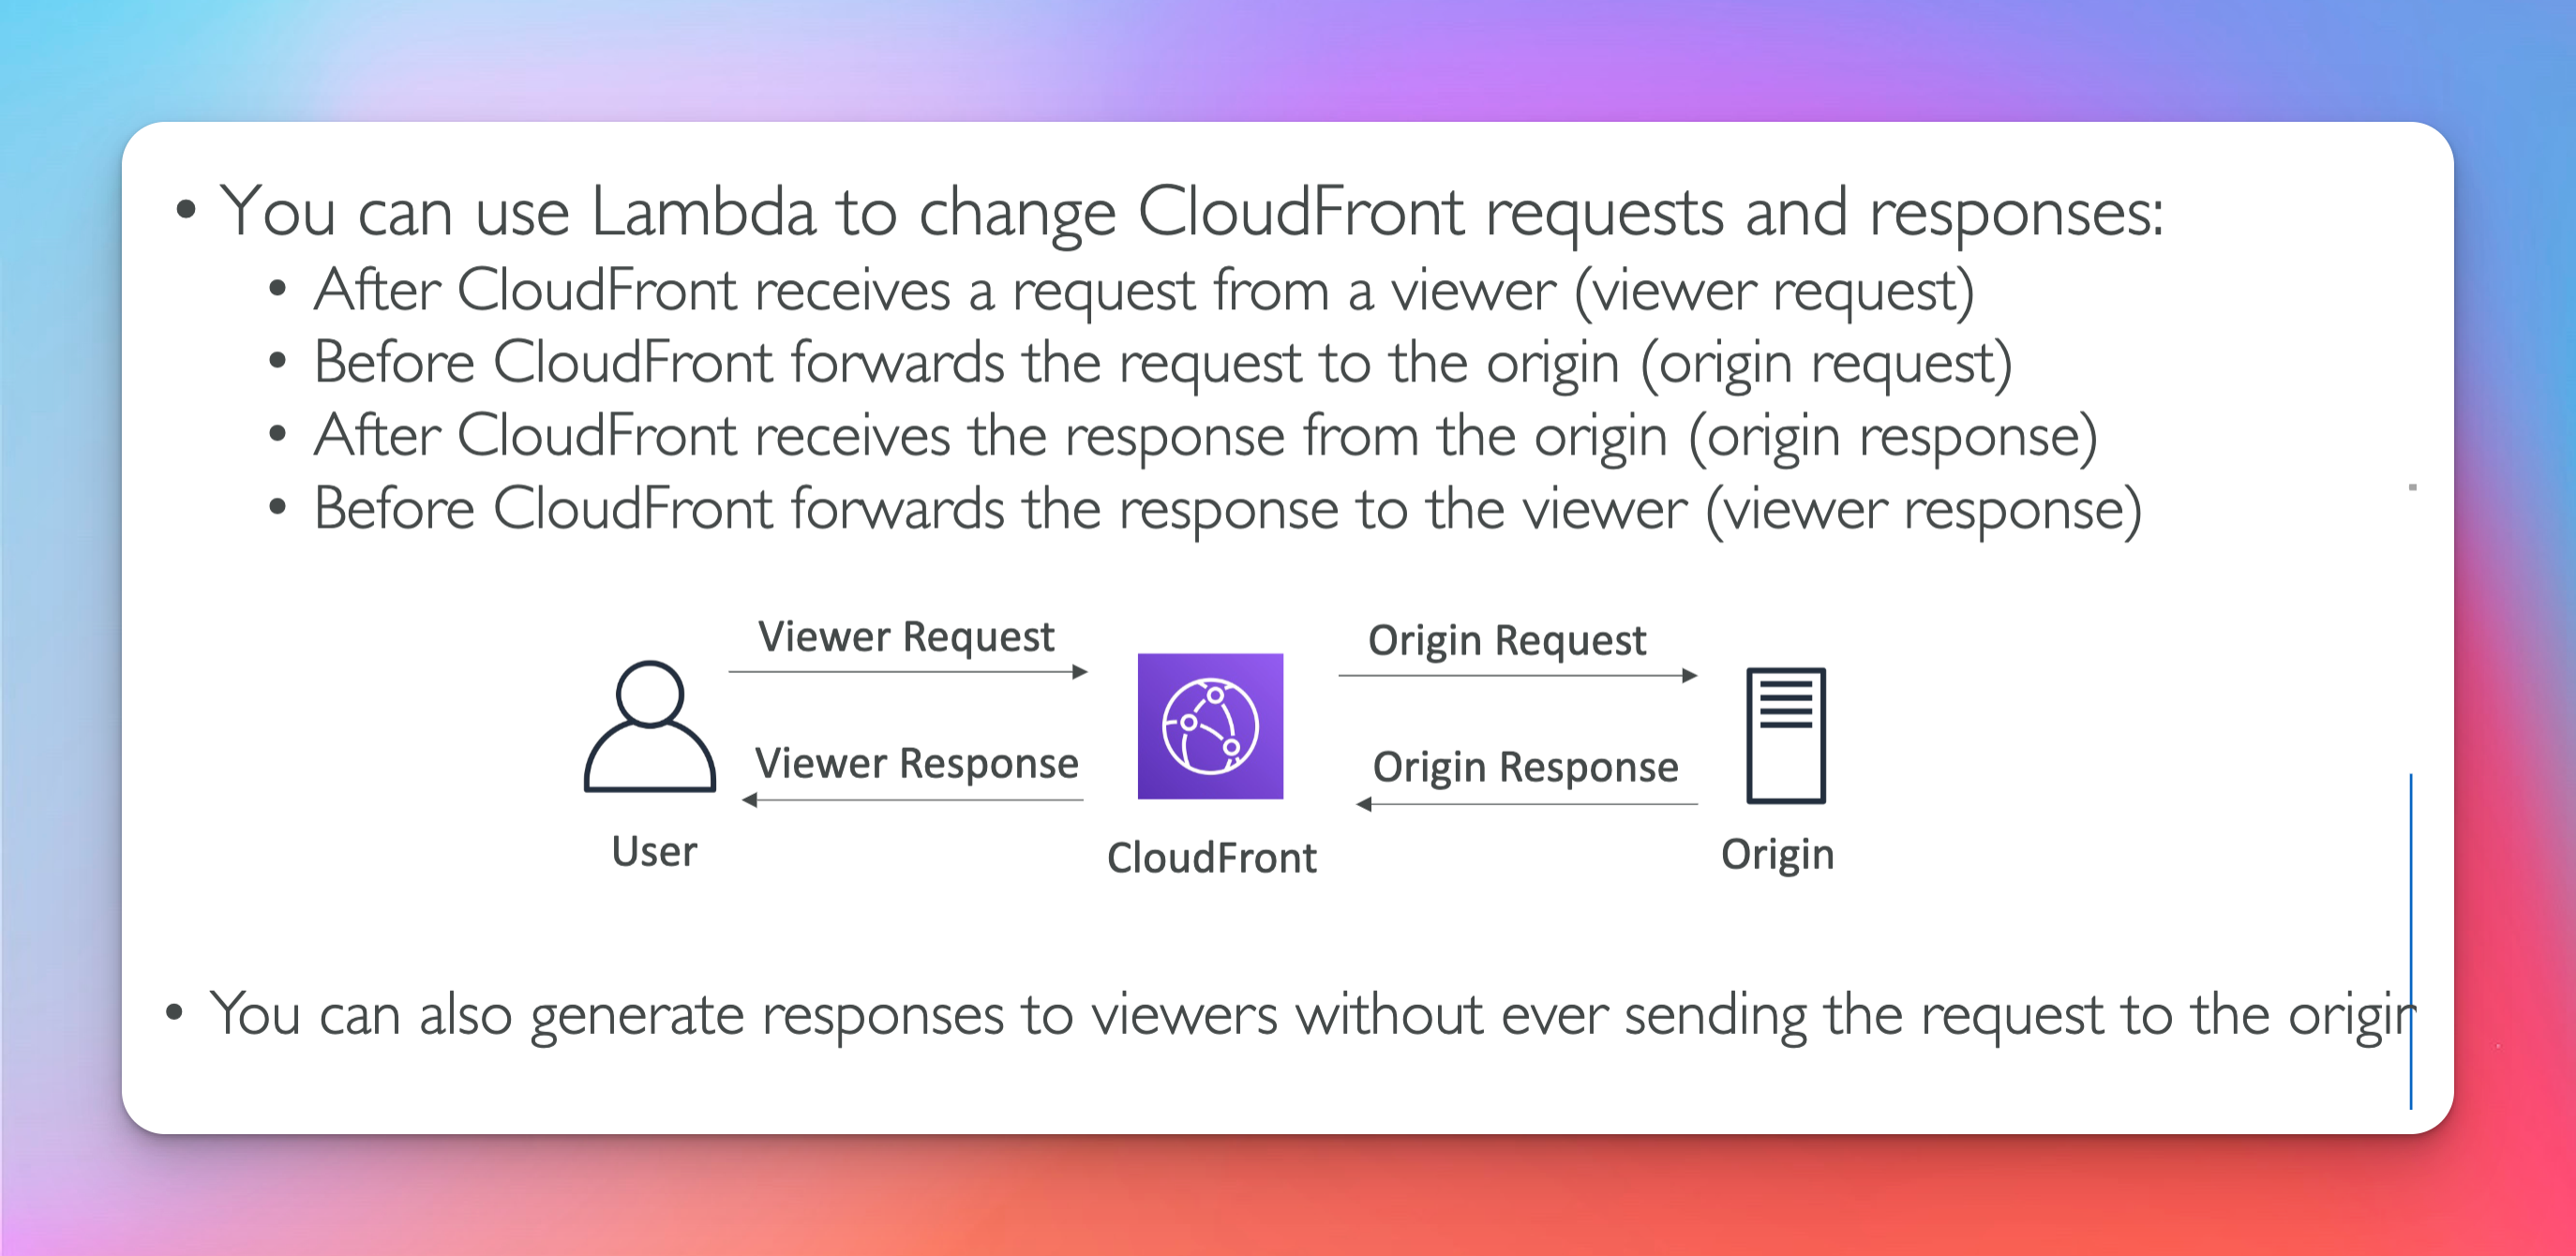 • You can use Lambda to change CloudFront requests and responses:
• After CloudFront receives a request from a viewer (viewer request)
• Before CloudFront forwards the request to the origin (origin request)
• After CloudFront receives the response from the origin (origin response)
• Before CloudFront forwards the response to the viewer (viewer response)
Viewer Request
Origin Request
Viewer Response
Origin Response
User
CloudFront
Origin
• You can also generate responses to viewers without ever sending the request to the origin